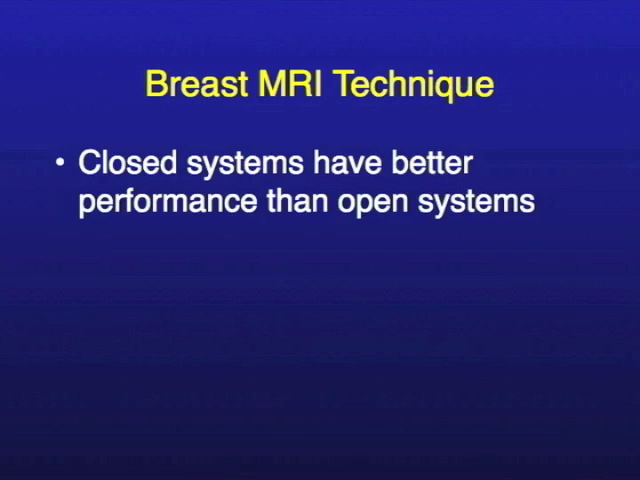 Breast MRI Technique
• Closed systems have better
performance than open systems